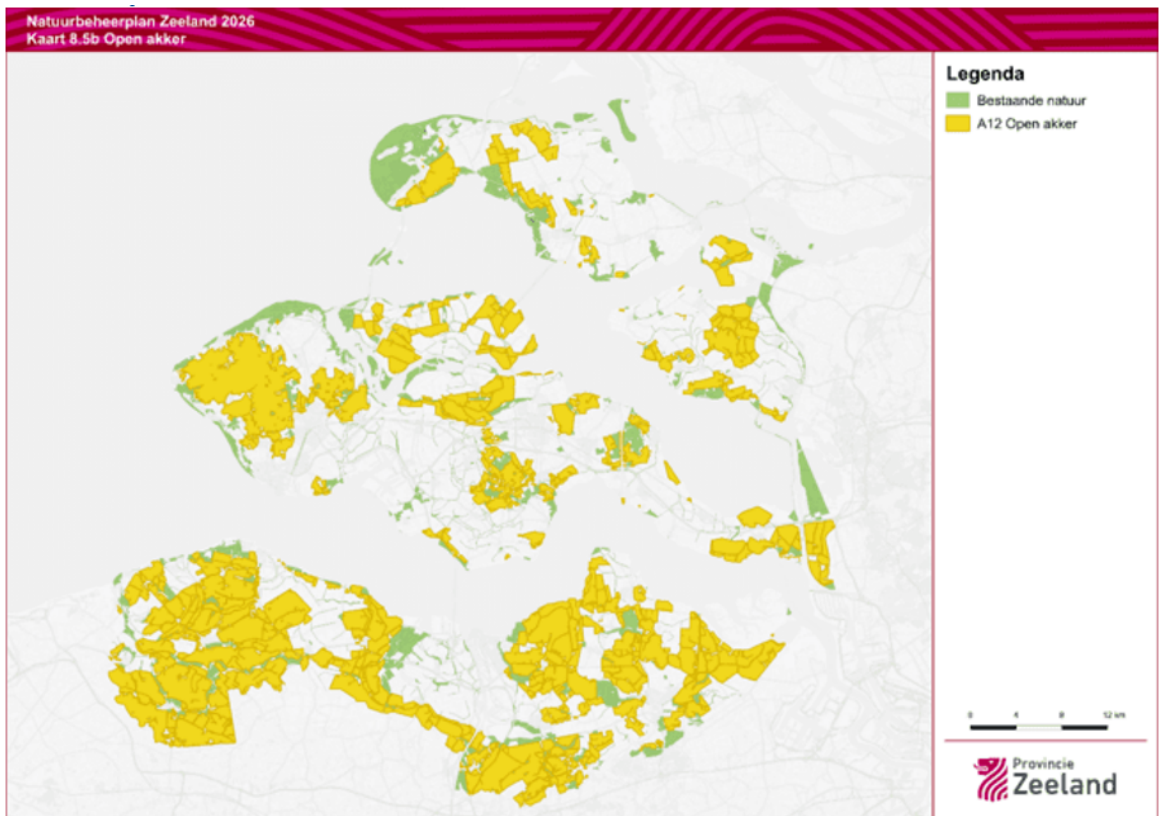 Natuurbeheerplan Zeeland 2026
Kaart 8.5b Open akker
Legenda
Bestaande natuur
A12 Open akker
0 4 8 12 km
Provincie
Zeeland